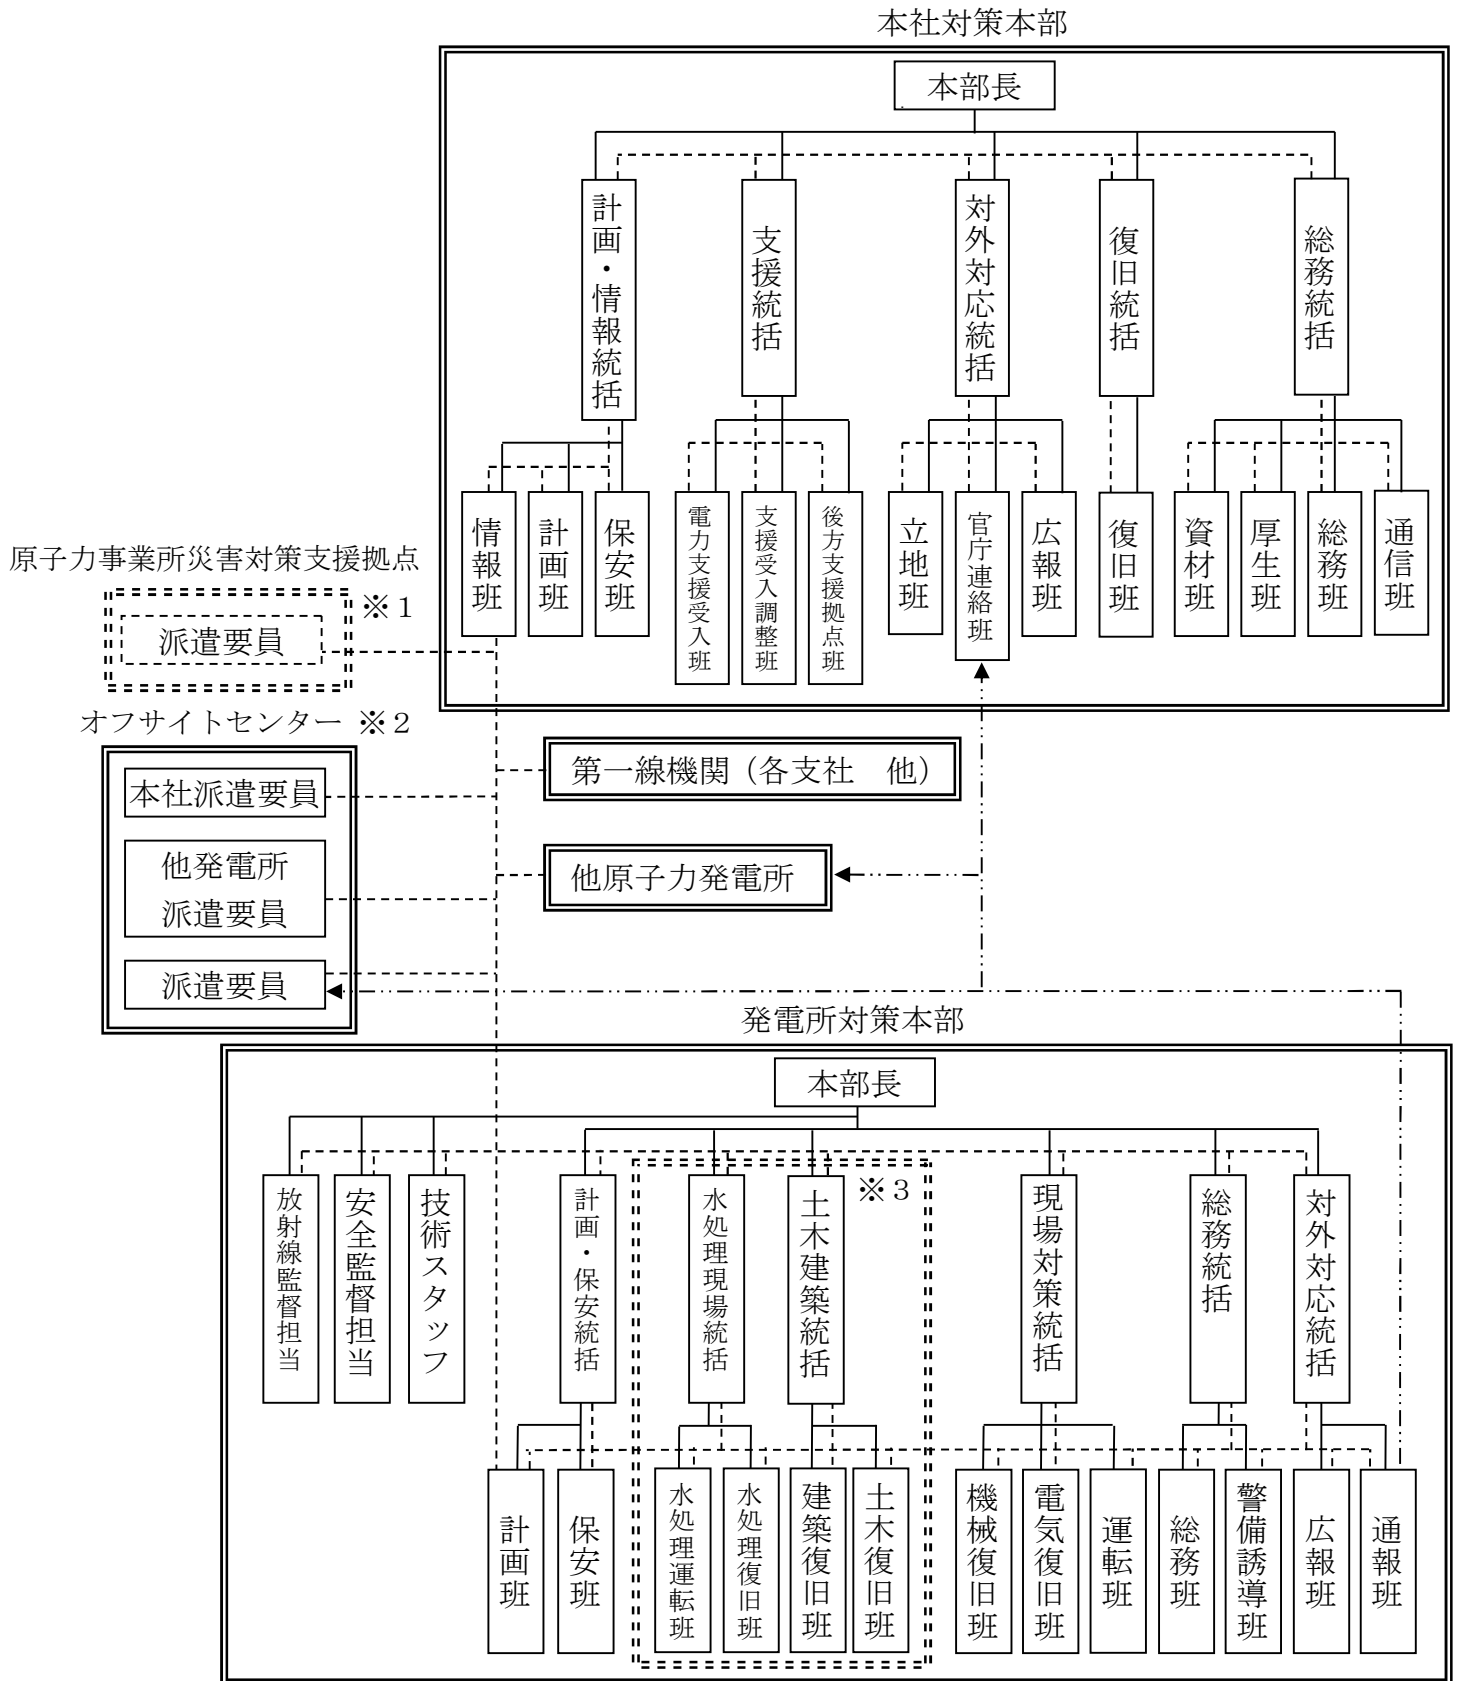 本社対策本部
本部長
計画・情報統括
支援統括
対外対応統括
復旧統括
総務統括
情報班
計画班
保安班
電力支援受入班
支援受入調整班
後方支援拠点班
立地班
官庁連絡班
広報班
復旧班
資材班
厚生班
総務班
通信班
原子力事業所災害対策支援拠点
※１
派遣要員
オフサイトセンター ※２
本社派遣要員
他発電所
派遣要員
派遣要員
第一線機関（各支社　他）
他原子力発電所
発電所対策本部
本部長
放射線監督担当
安全監督担当
技術スタッフ
計画・保安統括
水処理現場統括
土木建築統括
※３
現場対策統括
総務統括
対外対応統括
計画班
保安班
水処理運転班
水処理復旧班
建築復旧班
土木復旧班
機械復旧班
電気復旧班
運転班
総務班
警備誘導班
広報班
通報班